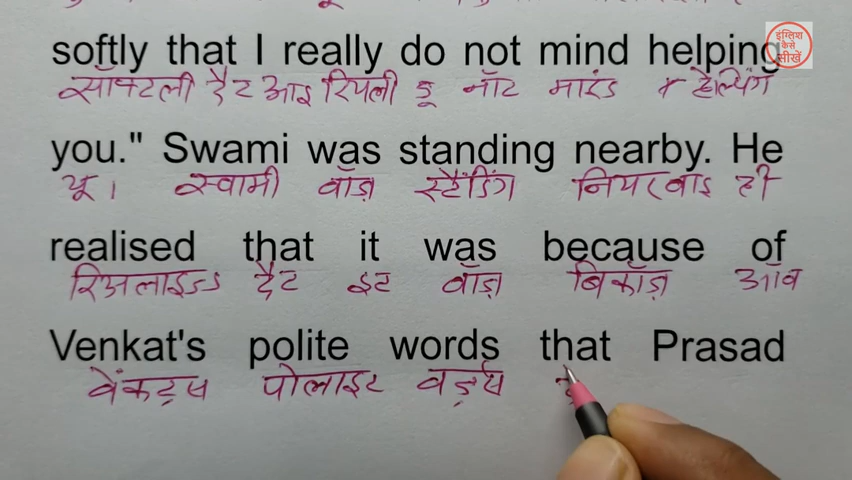 softly that I really do not mind helping
सॉफ्टली दैट आइ रियली डू नॉट माइंड हेल्पिंग
you." Swami was standing nearby. He
यू। स्वामी वॉज़ स्टैंडिंग नियरबाइ ही
realised that it was because of
रिअलाइज्ड दैट इट वॉज़ बिकॉज़ ऑव
Venkat's polite words that Prasad
वेंकट्स पोलाइट वर्ड्स
इंग्लिश
कैसे
सीखें